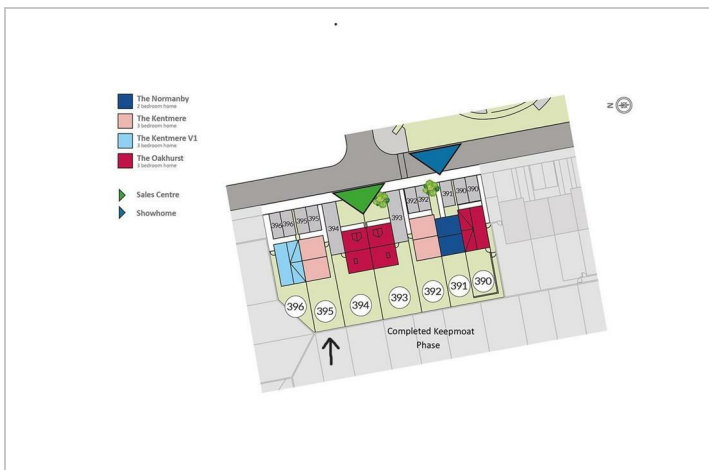 The Normanby
2 bedroom home
The Kentmere
3 bedroom home
The Kentmere V1
3 bedroom home
The Oakhurst
3 bedroom home
Sales Centre
Showhome
N
396 396 395 395
394
393
392 392
391 390 390
396
395
394
393
392
391
390
Completed Keepmoat
Phase